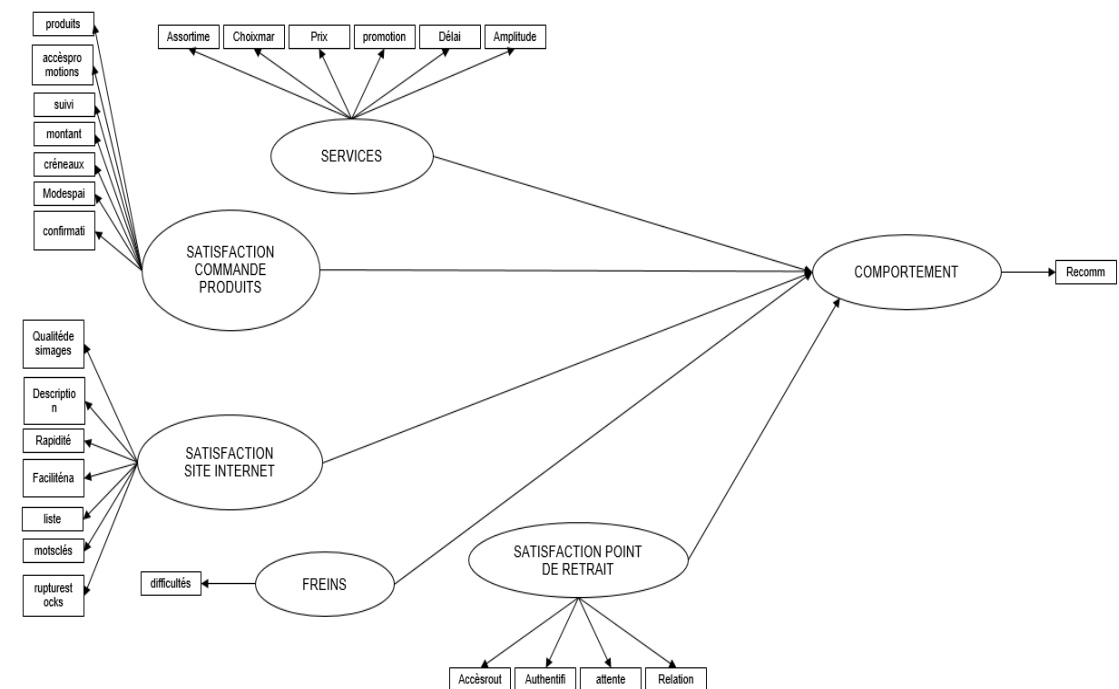 produits
accèspro
motions
suivi
montant
créneaux
Modespai
confirmati
Assortime
Choixmar
Prix
promotion
Délai
Amplitude
SERVICES
SATISFACTION
COMMANDE
PRODUITS
COMPORTEMENT
Recomm
Qualitéde
simages
Descriptio
n
Rapidité
Faciliténa
liste
motsclés
rupturest
ocks
SATISFACTION
SITE INTERNET
difficultés
FREINS
SATISFACTION POINT
DE RETRAIT
Accèsrout
Authentifi
attente
Relation